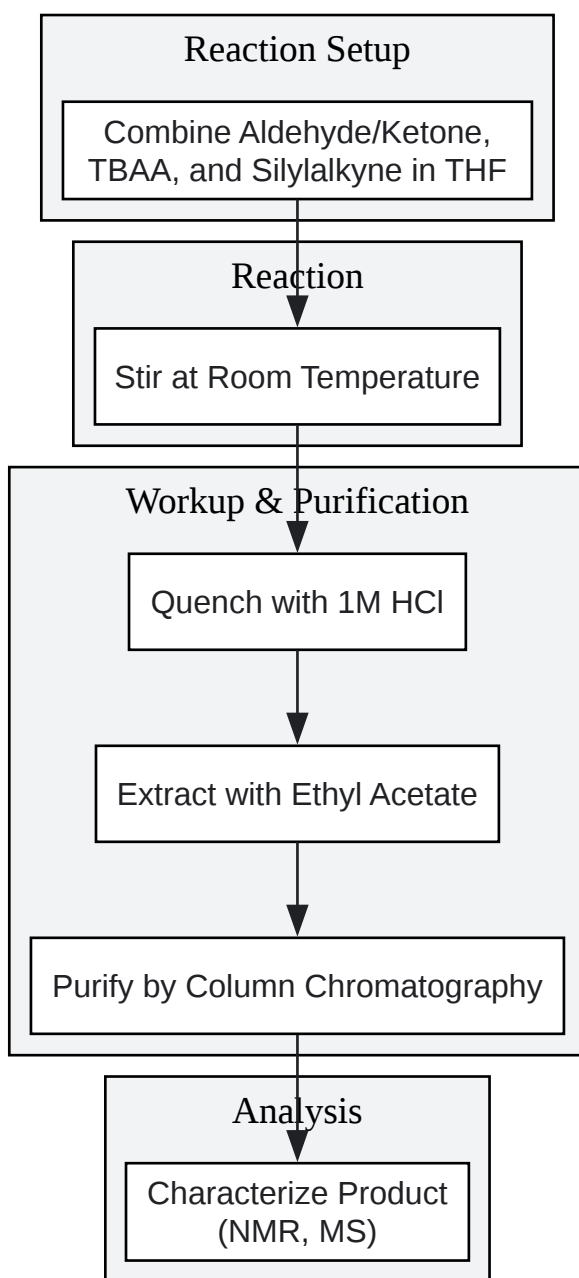 Reaction Setup
Combine Aldehyde/Ketone,
TBAA, and Silylalkyne in THF
Reaction
Stir at Room Temperature
Workup & Purification
Quench with 1M HCl
Extract with Ethyl Acetate
Purify by Column Chromatography
Analysis
Characterize Product
(NMR, MS)